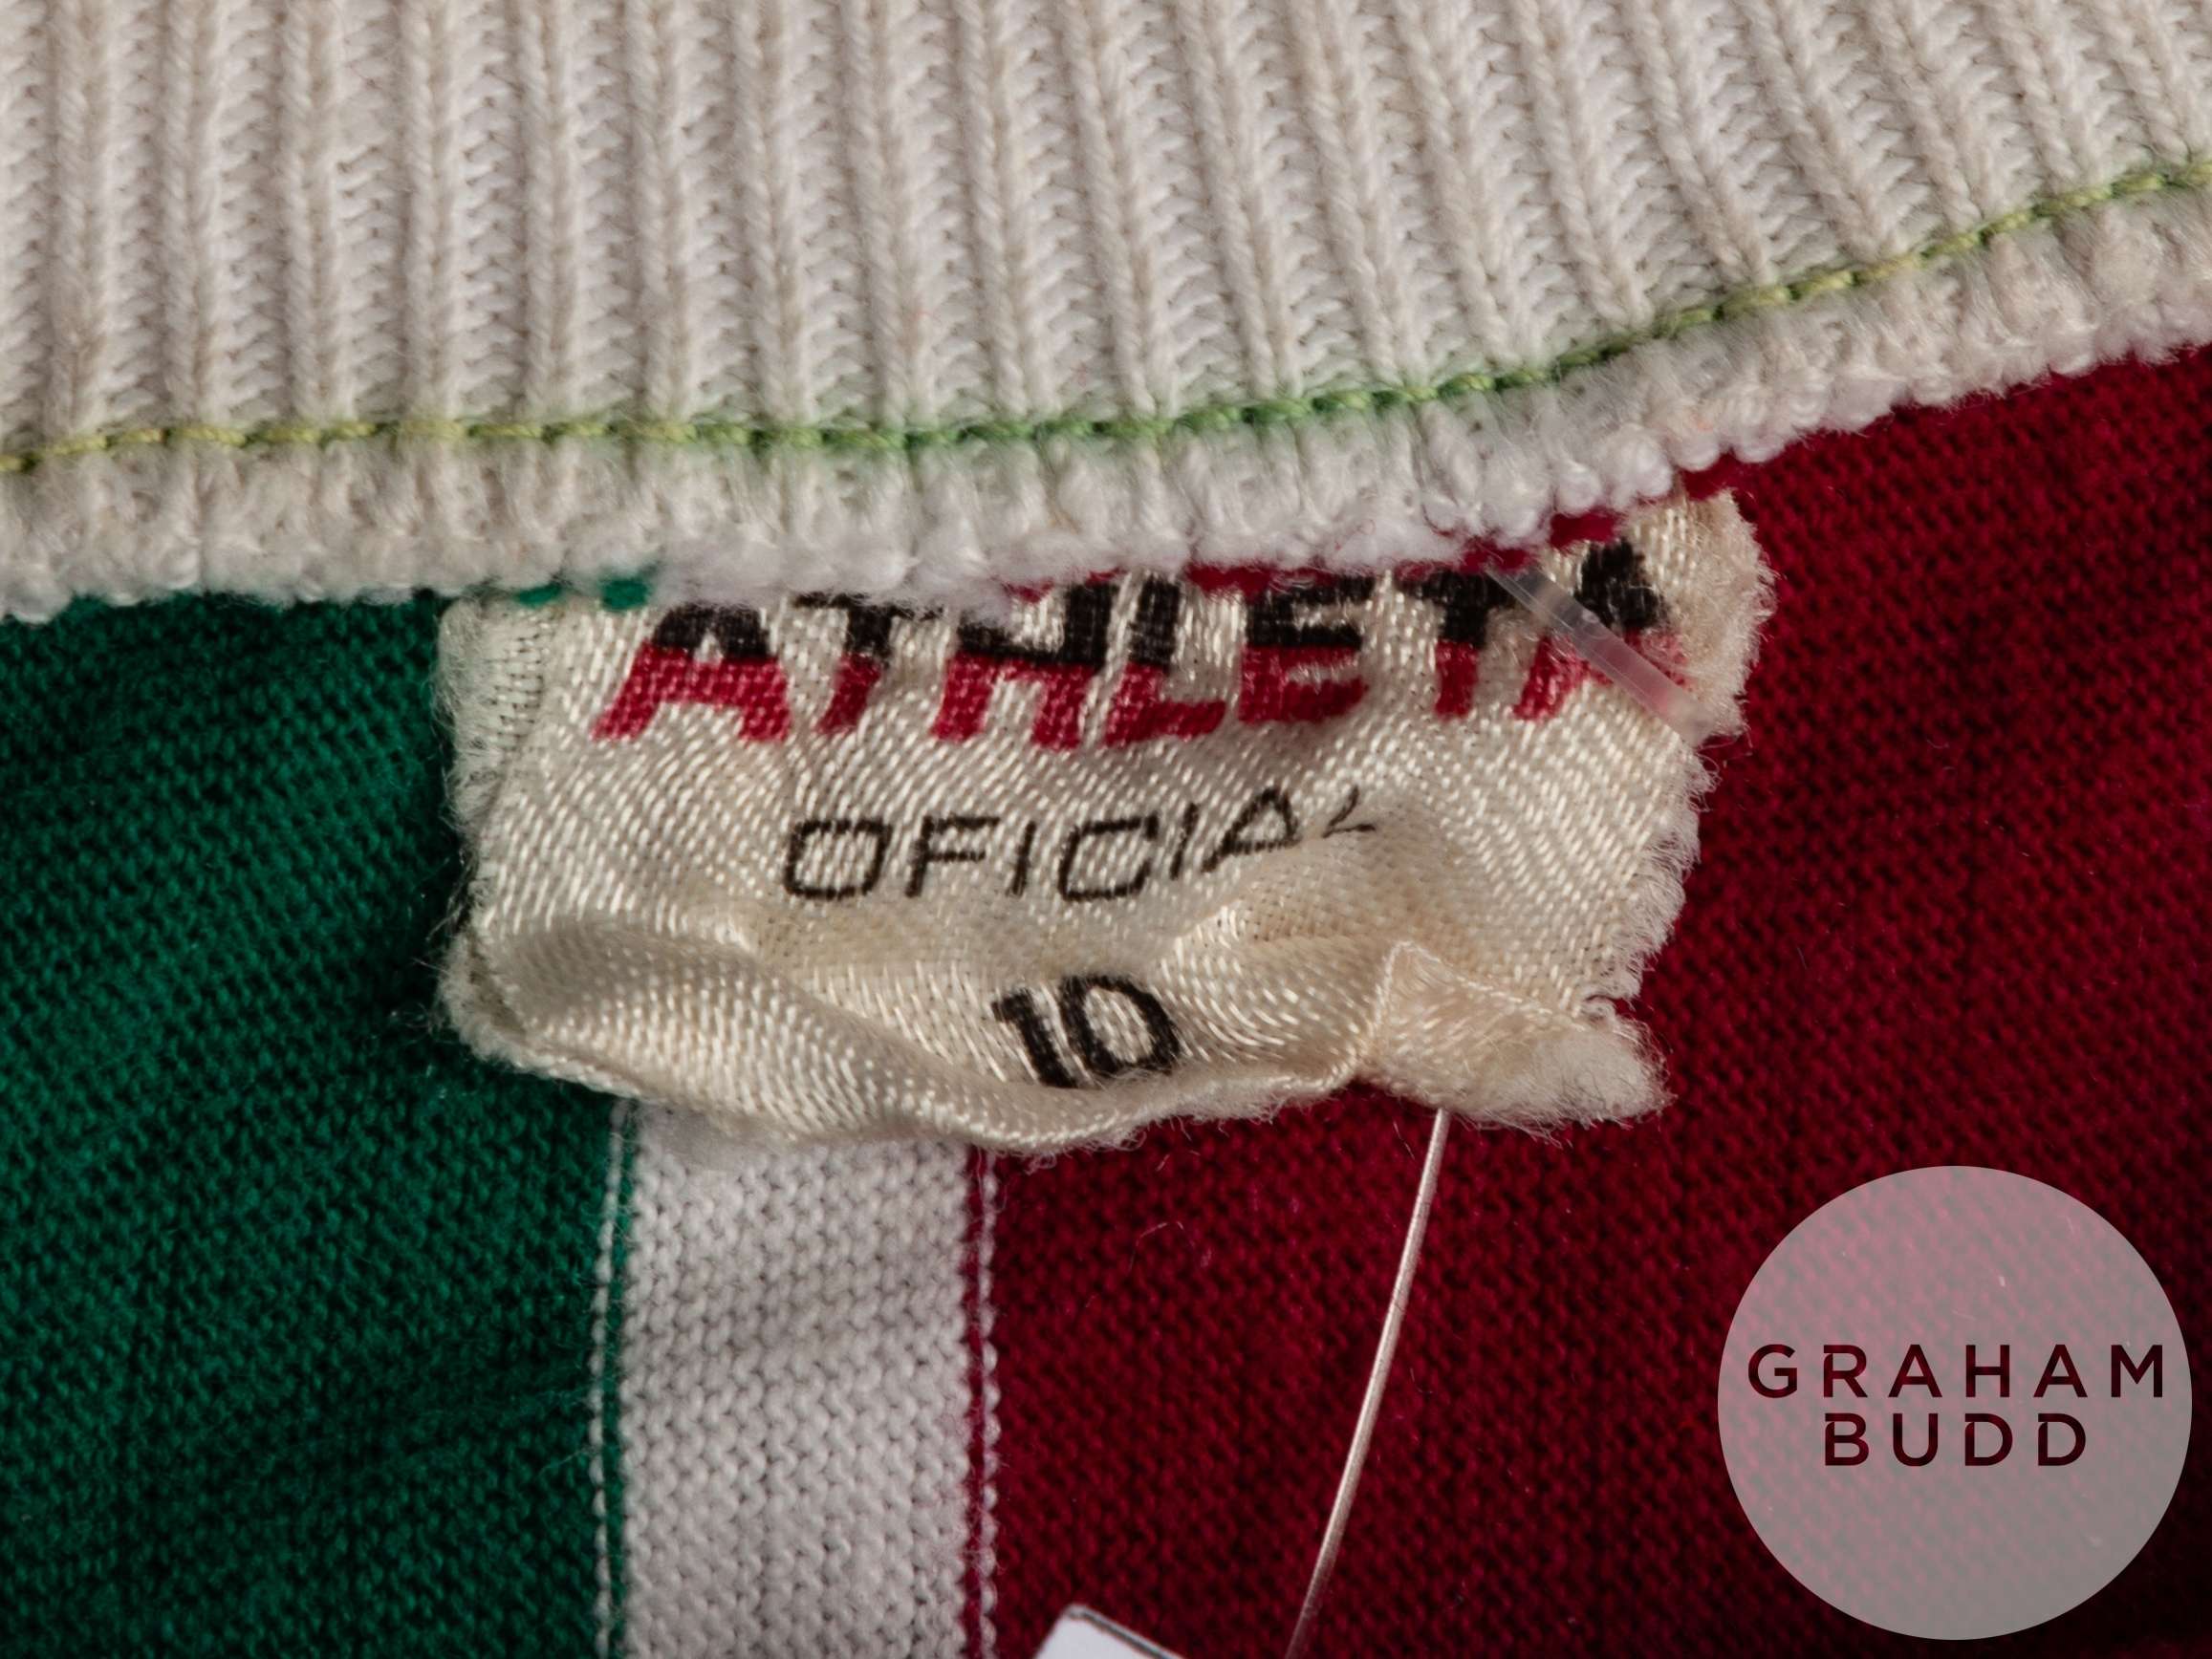 ATHLETA
OFICIAL
10
GRAHAM
BUDD